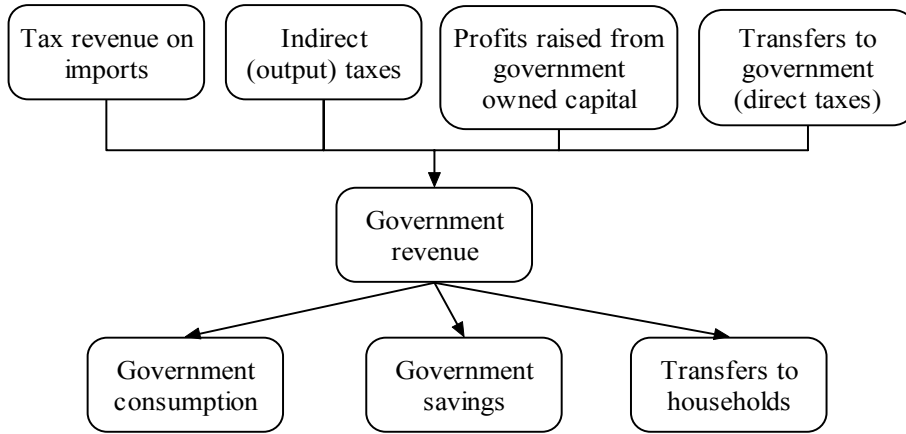 Tax revenue on
imports
Indirect
(output) taxes
Profits raised from
government
owned capital
Transfers to
government
(direct taxes)
Government
revenue
Government
consumption
Government
savings
Transfers to
households